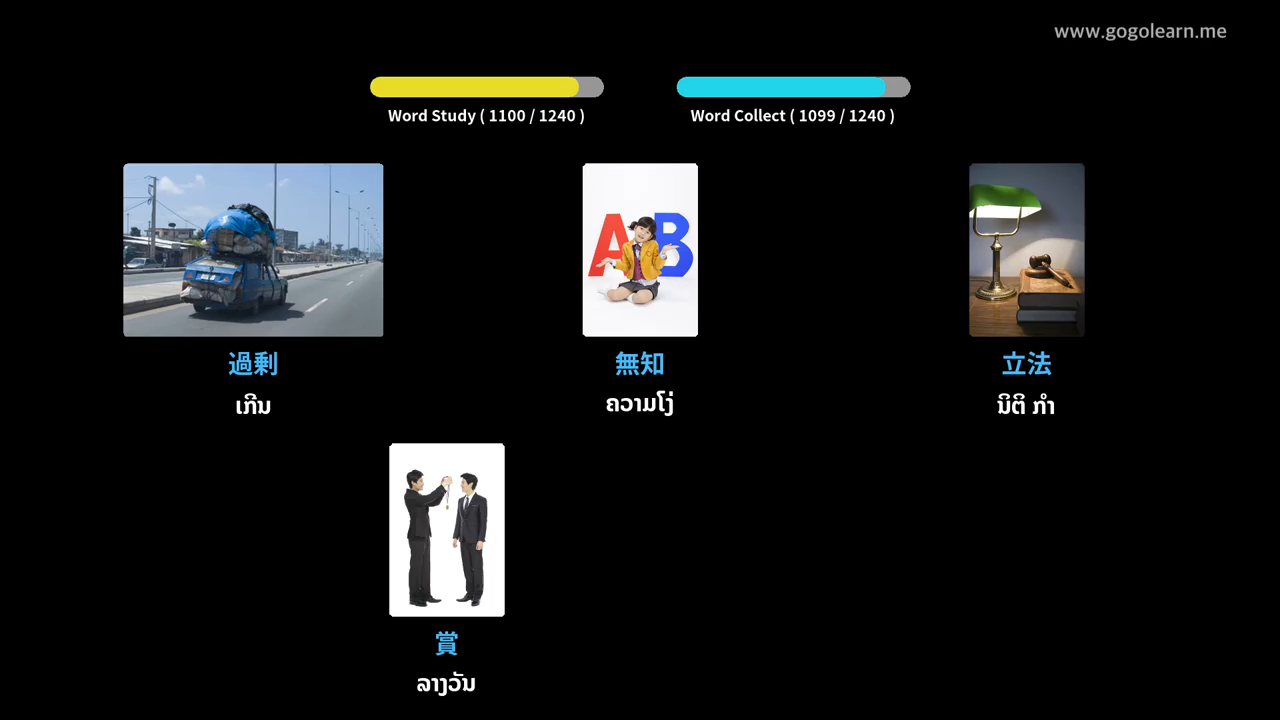 www.gogolearn.me
Word Study ( 1100 / 1240 )
Word Collect ( 1099 / 1240 )
A B
過剰
ເກີນ
無知
ຄວາມໂງ່
立法
ນິຕິ ກຳ
賞
ລາງວັນ